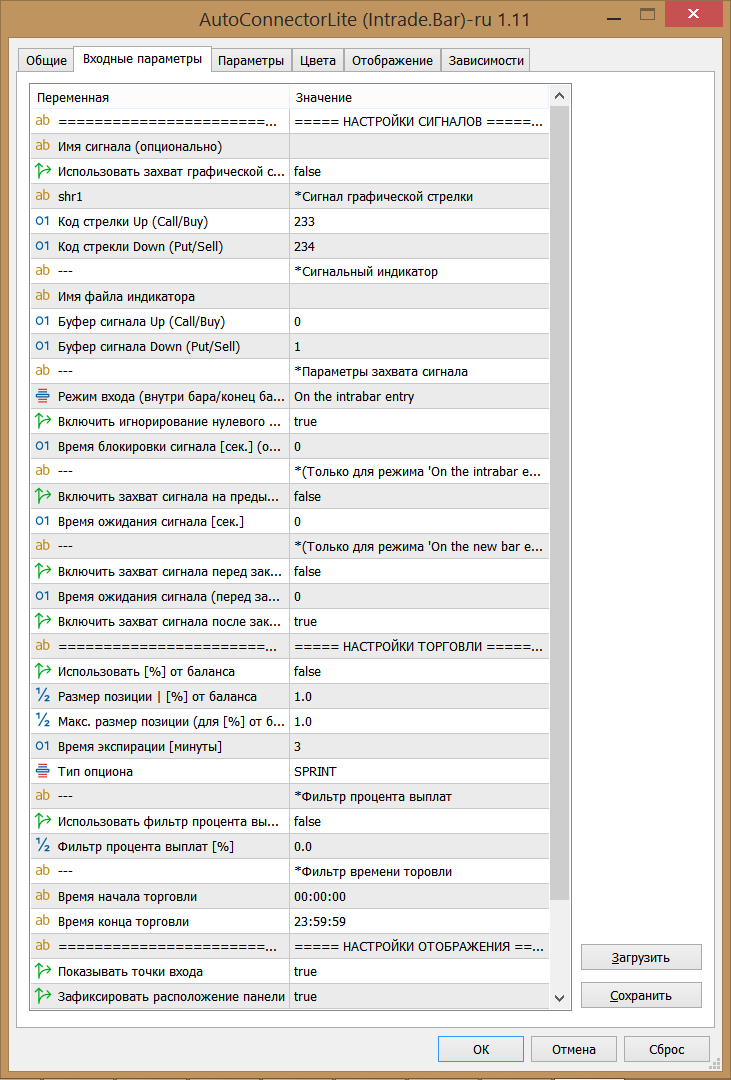 AutoConnectorLite (Intrade.Bar)-ru 1.11
Общие Входные параметры Параметры Цвета Отображение Зависимости
Переменная Значение
ab ========================... ===== НАСТРОЙКИ СИГНАЛОВ ======...
ab Имя сигнала (опционально)
Использовать захват графической с... false
ab shr1 *Сигнал графической стрелки
01 Код стрелки Up (Call/Buy) 233
01 Код стрекли Down (Put/Sell) 234
ab --- *Сигнальный индикатор
ab Имя файла индикатора
01 Буфер сигнала Up (Call/Buy) 0
01 Буфер сигнала Down (Put/Sell) 1
ab --- *Параметры захвата сигнала
Режим входа (внутри бара/конец ба... On the intrabar entry
Включить игнорирование нулевого ... true
01 Время блокировки сигнала [сек.] (о... 0
ab --- *(Только для режима 'On the intrabar e...
Включить захват сигнала на преды... false
01 Время ожидания сигнала [сек.] 0
ab --- *(Только для режима 'On the new bar e...
Включить захват сигнала перед зак... false
01 Время ожидания сигнала (перед за... 0
Включить захват сигнала после зак... true
ab ========================... ===== НАСТРОЙКИ ТОРГОВЛИ ======...
Использовать [%] от баланса false
½ Размер позиции | [%] от баланса 1.0
½ Макс. размер позиции (для [%] от б... 1.0
01 Время экспирации [минуты] 3
Тип опциона SPRINT
ab --- *Фильтр процента выплат
Использовать фильтр процента вы... false
½ Фильтр процента выплат [%] 0.0
ab --- *Фильтр времени торовли
ab Время начала торговли 00:00:00
ab Время конца торговли 23:59:59
ab ========================... ===== НАСТРОЙКИ ОТОБРАЖЕНИЯ ==...
Показывать точки входа true
Зафиксировать расположение панели true
Загрузить
Сохранить
ОК Отмена Сброс